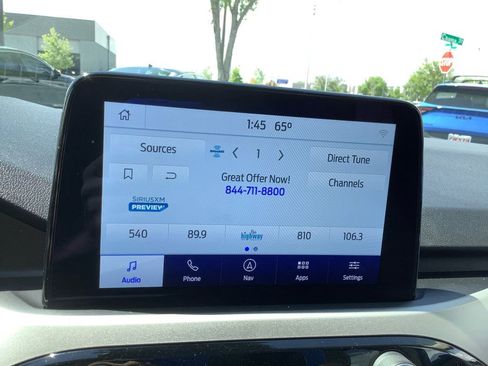 1:45 65°
Sources
1
Direct Tune
Great Offer Now!
844-711-8800
Channels
SIRIUSXM
PREVIEW
540 89.9 the highway 810 106.3
Audio Phone Nav Apps Settings